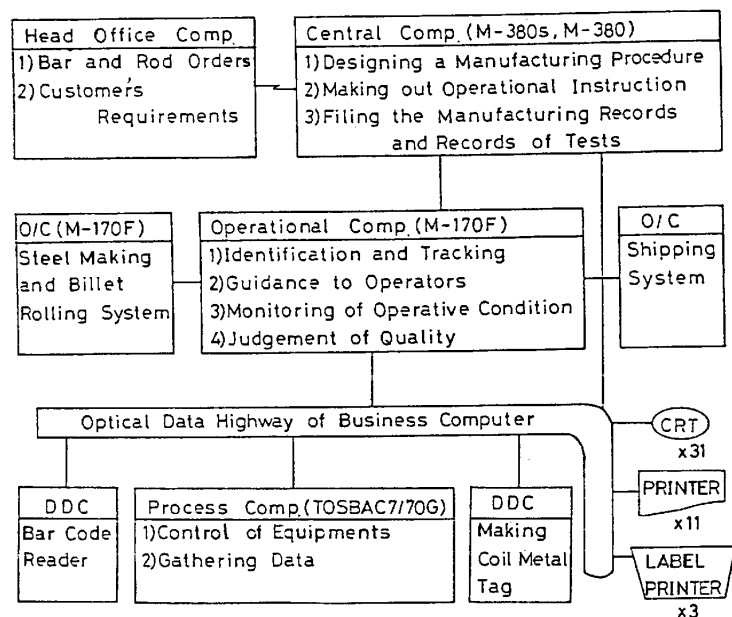 Head Office Comp.
1) Bar and Rod Orders
2) Customer's
Requirements
Central Comp. (M-380s, M-380)
1) Designing a Manufacturing Procedure
2) Making out Operational Instruction
3) Filing the Manufacturing Records
and Records of Tests
O/C (M-170F)
Steel Making
and Billet
Rolling System
Operational Comp. (M-170F)
1) Identification and Tracking
2) Guidance to Operators
3) Monitoring of Operative Condition
4) Judgement of Quality
O/C
Shipping
System
Optical Data Highway of Business Computer
CRT
x31
PRINTER
x11
LABEL
PRINTER
x3
DDC
Bar Code
Reader
Process Comp. (TOSBAC7/70G)
1) Control of Equipments
2) Gathering Data
DDC
Making
Coil Metal
Tag